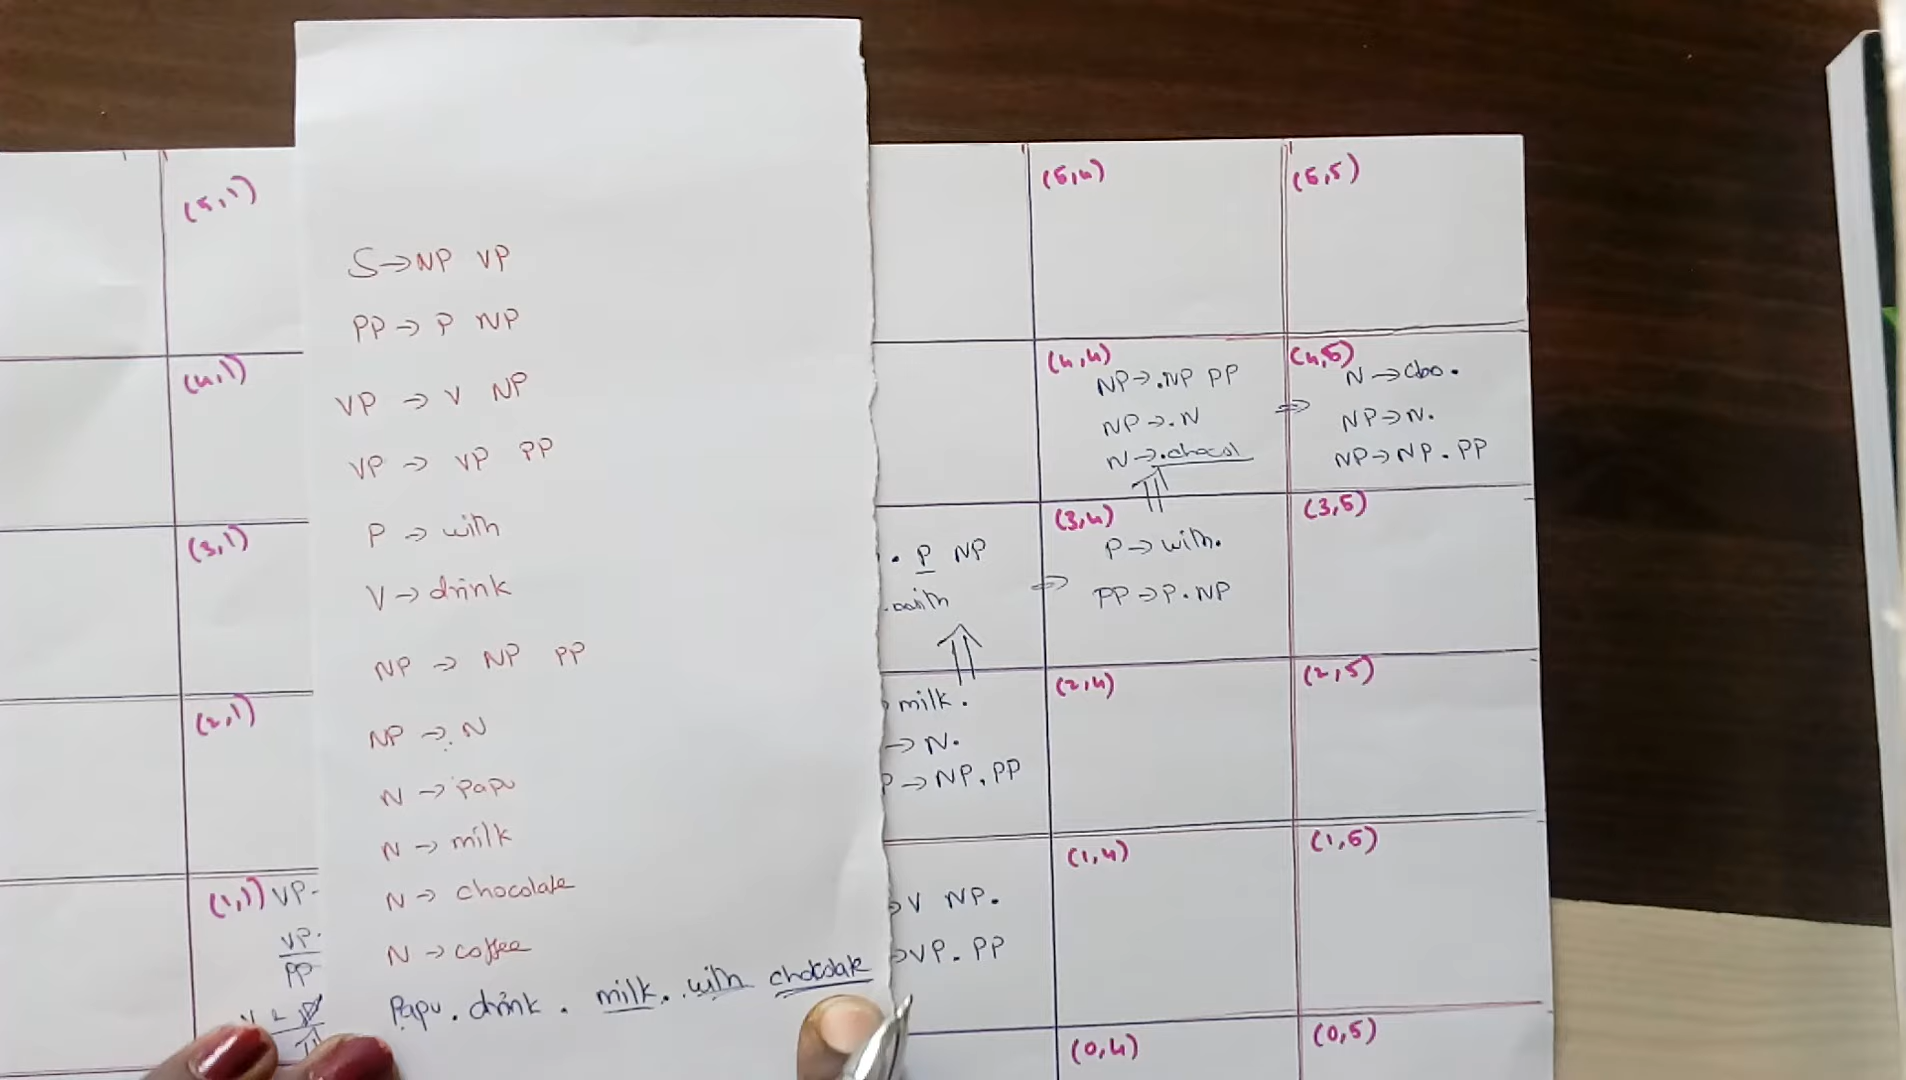 S → NP VP
PP → P NP
VP → V NP
VP → VP PP
P → with
V → drink
NP → NP PP
NP → . N
N → papu
N → milk
N → chocolate
N → coffee
Papu . drink . milk . . with chocolate
(5,1)
(4,1)
(3,1)
(2,1)
(1,1) VP
VP.
PP
. P NP
. with
milk .
→ N.
→ NP . PP
→ V NP.
→ VP . PP
(5,4)
(4,4)
NP → . NP PP
NP → . N
N → . chocol
(3,4)
P → with.
PP → P . NP
(2,4)
(1,4)
(0,4)
(5,5)
(4,5)
N → cho .
NP → N .
NP → NP . PP
(3,5)
(2,5)
(1,5)
(0,5)